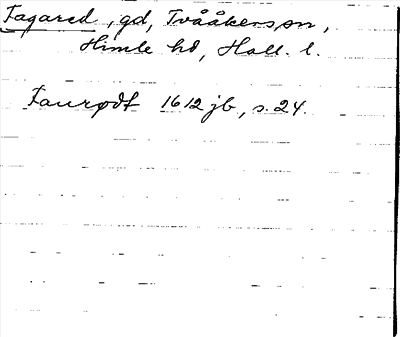 Fagared, gd, Tvååkers sn,
Himle hd, Hall. l.
Faurødt 1612 jb, s. 24.